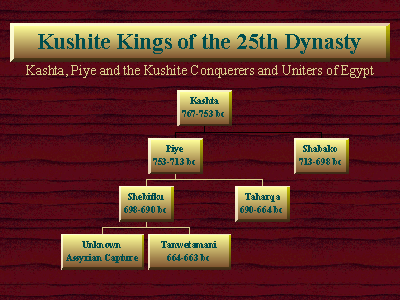 Kushite Kings of the 25th Dynasty
Kashta, Piye and the Kushite Conquerers and Uniters of Egypt
Kashta
767-753 bc
Piye
753-713 bc
Shabako
713-698 bc
Shebitku
698-690 bc
Taharqa
690-664 bc
Unknown
Assyrian Capture
Tanwetamani
664-663 bc